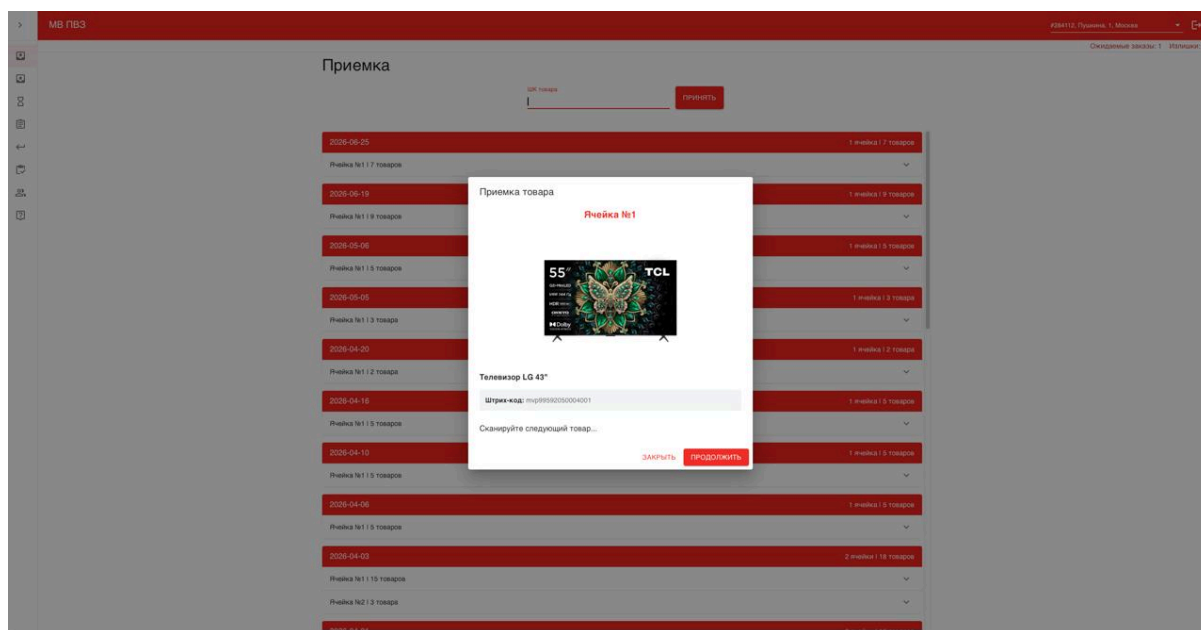 МВ ПВЗ
#284112, Пушкина, 1, Москва
Ожидаемые заказы: 1 Излишки:
Приемка
ШК товара
ПРИНЯТЬ
2026-06-25 1 ячейка | 7 товаров
Ячейка №1 | 7 товаров
2026-06-19 1 ячейка | 9 товаров
Ячейка №1 | 9 товаров
2026-05-06 1 ячейка | 5 товаров
Ячейка №1 | 5 товаров
2026-05-05 1 ячейка | 3 товара
Ячейка №1 | 3 товара
2026-04-20 1 ячейка | 2 товара
Ячейка №1 | 2 товара
2026-04-16 1 ячейка | 5 товаров
Ячейка №1 | 5 товаров
2026-04-10 1 ячейка | 5 товаров
Ячейка №1 | 5 товаров
2026-04-06 1 ячейка | 5 товаров
Ячейка №1 | 5 товаров
2026-04-03 2 ячейки | 18 товаров
Ячейка №1 | 15 товаров
Ячейка №2 | 3 товара
Приемка товара
Ячейка №1
55" TCL
Dolby
Телевизор LG 43"
Штрих-код: mvp99592050004001
Сканируйте следующий товар...
ЗАКРЫТЬ ПРОДОЛЖИТЬ